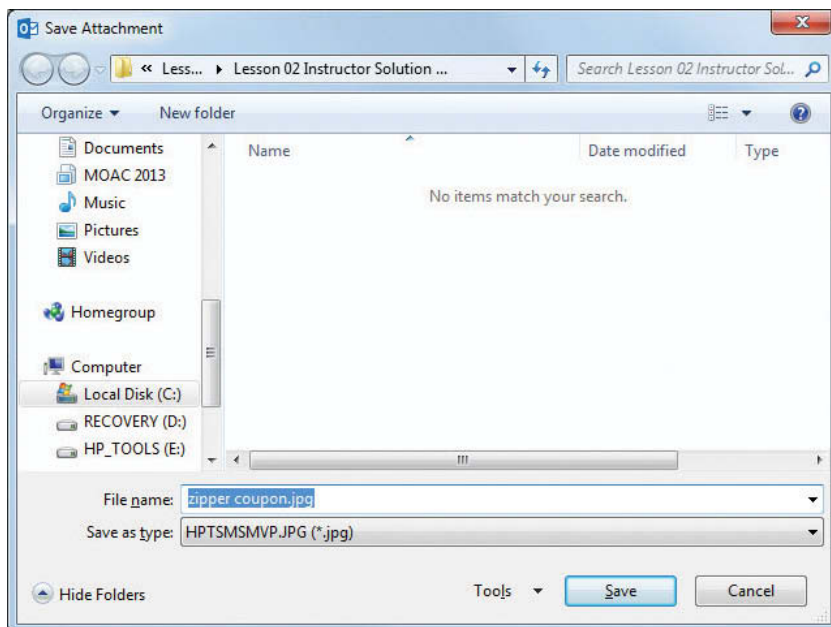 Save Attachment
« Less... Lesson 02 Instructor Solution ... Search Lesson 02 Instructor Sol...
Organize New folder
Documents
MOAC 2013
Music
Pictures
Videos
Homegroup
Computer
Local Disk (C:)
RECOVERY (D:)
HP_TOOLS (E:)
Name Date modified Type
No items match your search.
File name: zipper coupon.jpg
Save as type: HPTSMSMVP.JPG (*.jpg)
Hide Folders Tools Save Cancel